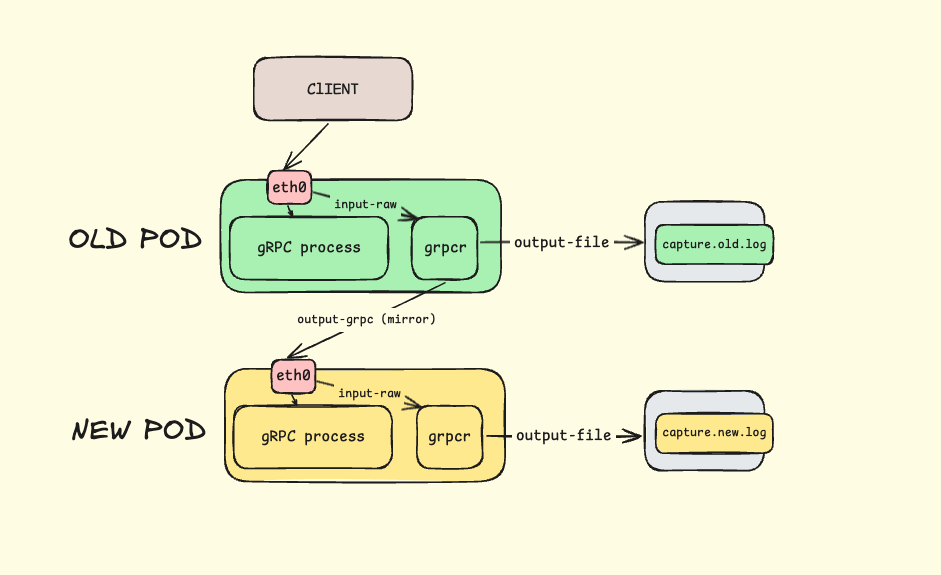 ClIENT
eth0
input-raw
OLD POD
gRPC process
grpcr
output-file
capture.old.log
output-grpc (mirror)
eth0
input-raw
NEW POD
gRPC process
grpcr
output-file
capture.new.log